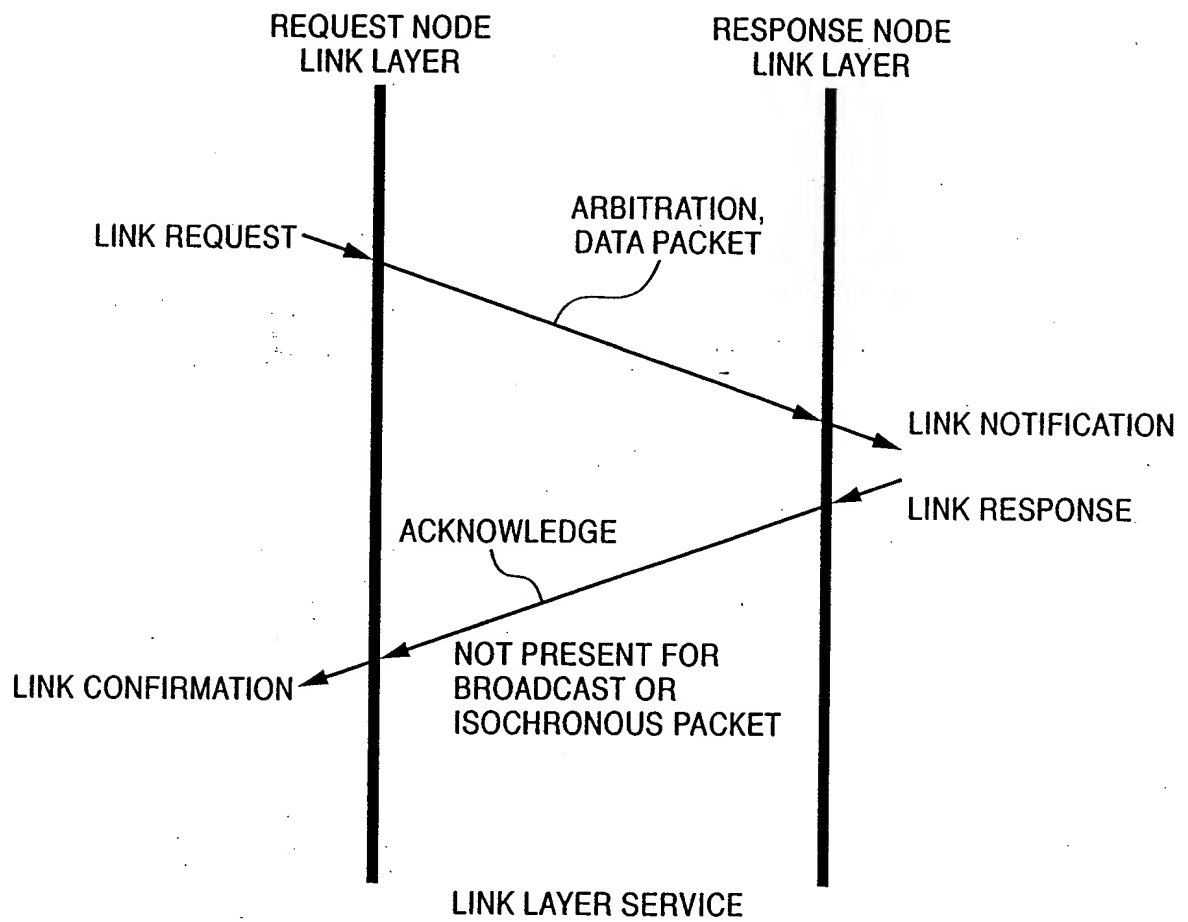 REQUEST NODE
LINK LAYER
RESPONSE NODE
LINK LAYER
ARBITRATION,
DATA PACKET
LINK REQUEST
LINK NOTIFICATION
LINK RESPONSE
ACKNOWLEDGE
NOT PRESENT FOR
BROADCAST OR
ISOCHRONOUS PACKET
LINK CONFIRMATION
LINK LAYER SERVICE